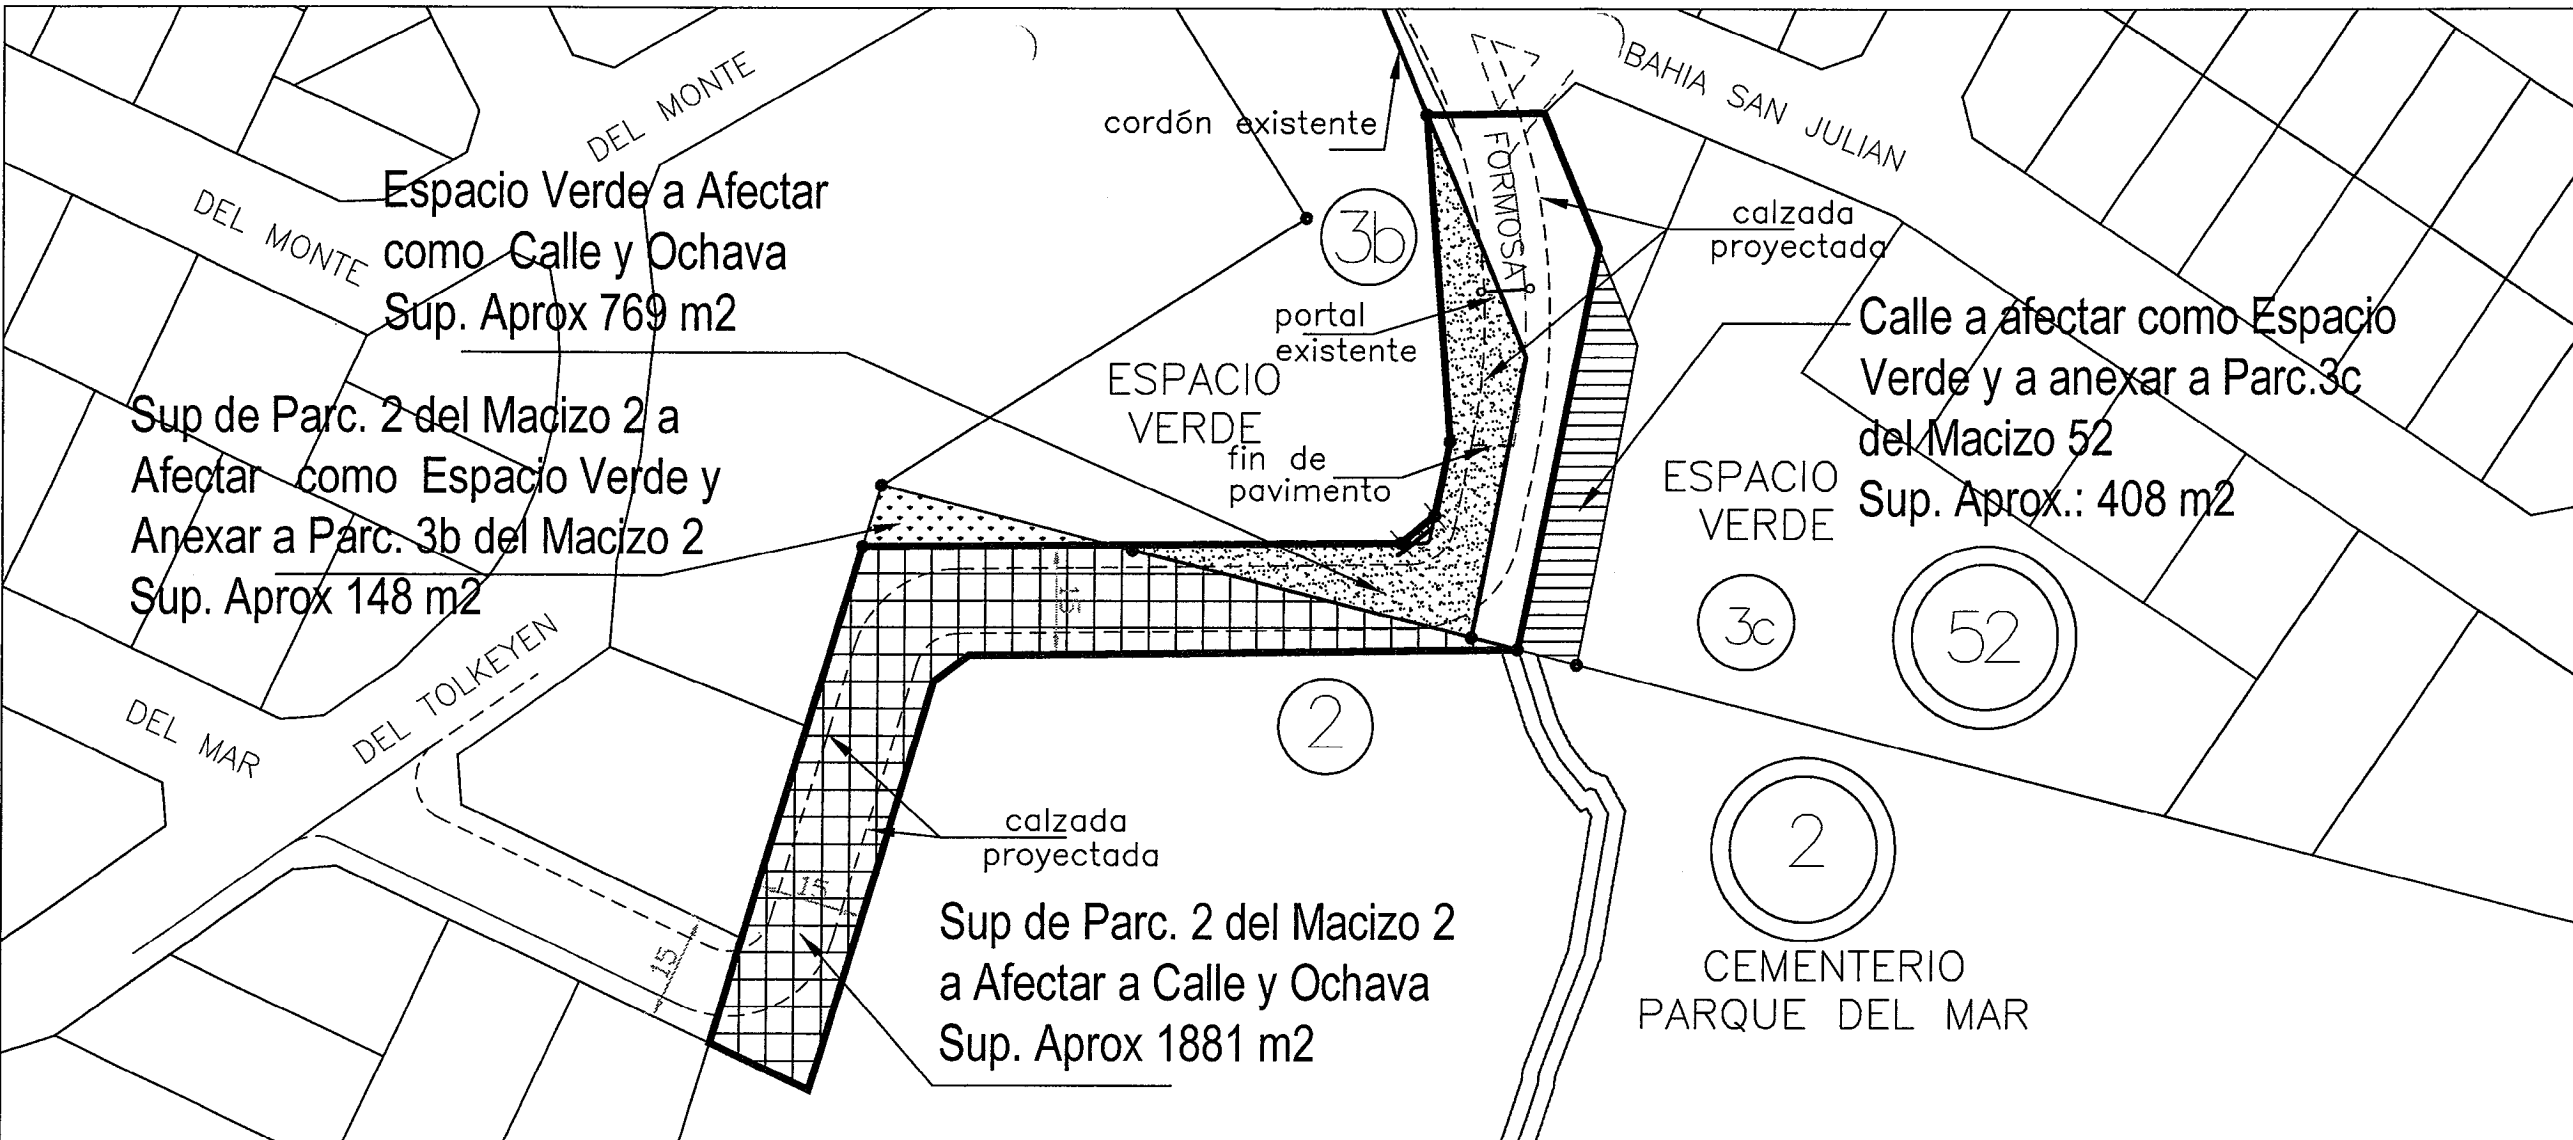 BAHIA SAN JULIAN
DEL MONTE
cordón existente
FORMOSA
3b
Espacio Verde a Afectar
como Calle y Ochava
Sup. Aprox 769 m2
DEL MONTE
calzada
proyectada
portal
existente
Calle a afectar como Espacio
Verde y a anexar a Parc.3c
del Macizo 52
Sup. Aprox.: 408 m2
ESPACIO
VERDE
Sup de Parc. 2 del Macizo 2 a
Afectar como Espacio Verde y
Anexar a Parc. 3b del Macizo 2
Sup. Aprox 148 m2
fin de
pavimento
ESPACIO
VERDE
15
3c
52
DEL TOLKEYEN
DEL MAR
2
calzada
proyectada
2
15
15
Sup de Parc. 2 del Macizo 2
a Afectar a Calle y Ochava
Sup. Aprox 1881 m2
CEMENTERIO
PARQUE DEL MAR